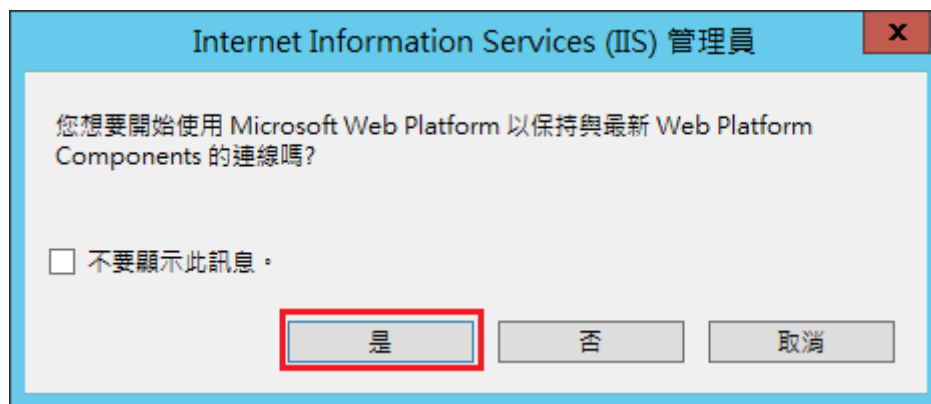 Internet Information Services (IIS) 管理員
x
您想要開始使用 Microsoft Web Platform 以保持與最新 Web Platform
Components 的連線嗎?
不要顯示此訊息。
是
否
取消